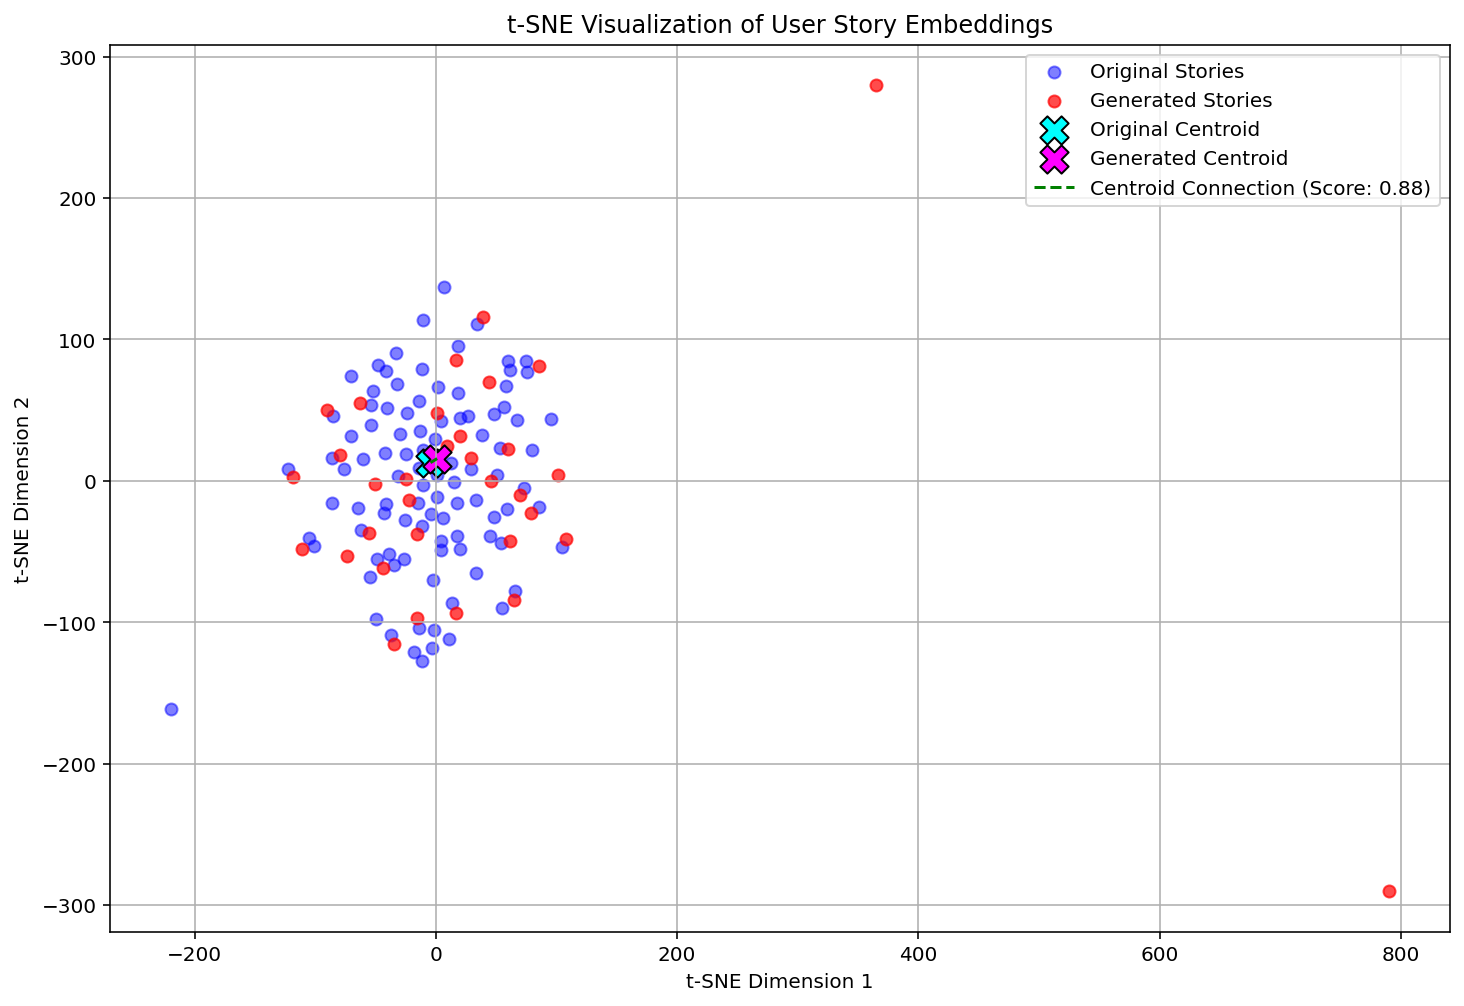 t-SNE Visualization of User Story Embeddings
Original Stories
Generated Stories
Original Centroid
Generated Centroid
Centroid Connection (Score: 0.88)
300
200
100
0
−100
−200
−300
t-SNE Dimension 2
−200
0
200
400
600
800
t-SNE Dimension 1